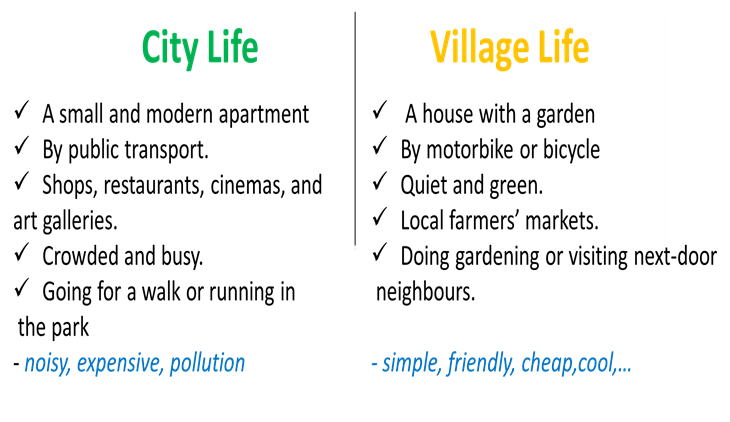 City Life
✓ A small and modern apartment
✓ By public transport.
✓ Shops, restaurants, cinemas, and
art galleries.
✓ Crowded and busy.
✓ Going for a walk or running in
the park
- noisy, expensive, pollution
Village Life
✓ A house with a garden
✓ By motorbike or bicycle
✓ Quiet and green.
✓ Local farmers’ markets.
✓ Doing gardening or visiting next-door
neighbours.
- simple, friendly, cheap,cool,...